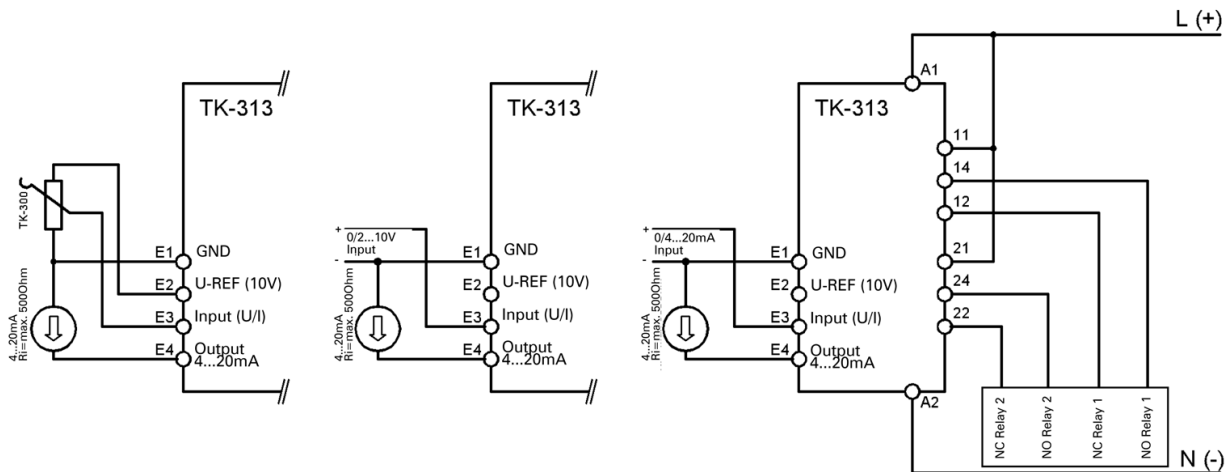 L (+)
A1
TK-313
TK-313
TK-313
11
14
12
21
24
22
TK-300
4...20mA
Ri=max. 500Ohm
E1
GND
E2
U-REF (10V)
E3
Input (U/I)
E4
Output
4...20mA
+
0/2...10V
Input
-
4...20mA
Ri=max. 500Ohm
E1
GND
E2
U-REF (10V)
E3
Input (U/I)
E4
Output
4...20mA
+
0/4...20mA
Input
-
4...20mA
Ri=max. 500Ohm
E1
GND
E2
U-REF (10V)
E3
Input (U/I)
E4
Output
4...20mA
A2
NC Relay 2
NO Relay 2
NC Relay 1
NO Relay 1
N (-)